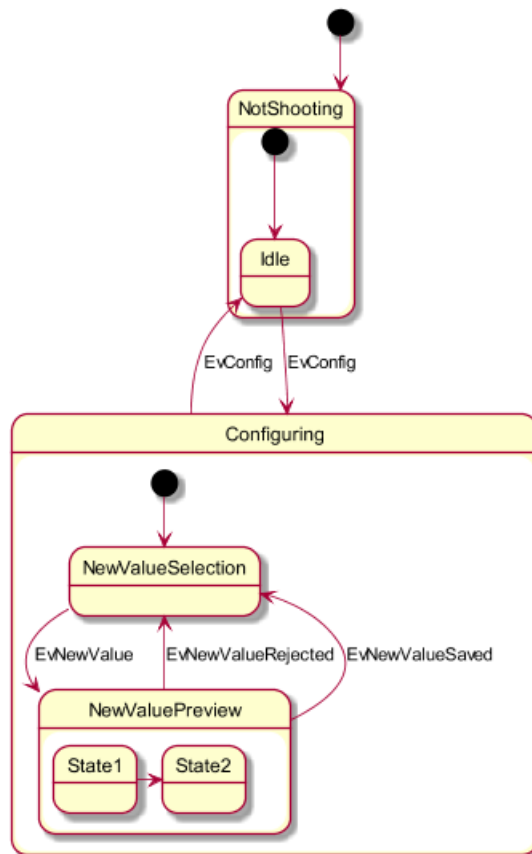 NotShooting
Idle
EvConfig EvConfig
Configuring
NewValueSelection
EvNewValue EvNewValueRejected EvNewValueSaved
NewValuePreview
State1 State2